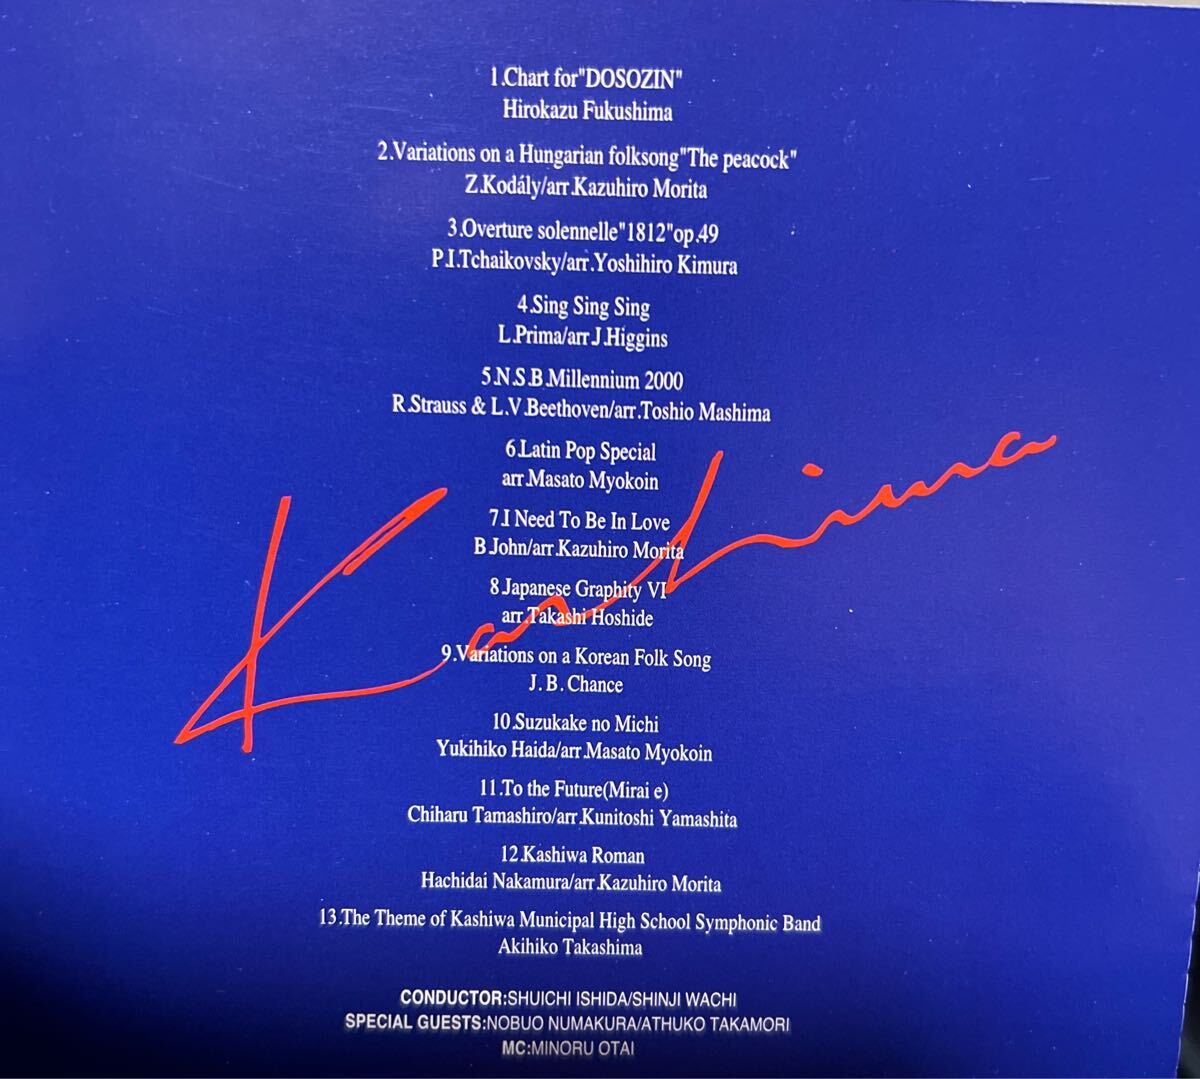 1.Chart for"DOSOZIN"
Hirokazu Fukushima
2.Variations on a Hungarian folksong"The peacock"
Z.Kodály/arr.Kazuhiro Morita
3.Overture solennelle"1812"op.49
P.I.Tchaikovsky/arr.Yoshihiro Kimura
4.Sing Sing Sing
L.Prima/arr.J.Higgins
5.N.S.B.Millennium 2000
R.Strauss & L.V.Beethoven/arr.Toshio Mashima
6.Latin Pop Special
arr.Masato Myokoin
7.I Need To Be In Love
B.John/arr.Kazuhiro Morita
8.Japanese Graphity VI
arr.Takashi Hoshide
9.Variations on a Korean Folk Song
J. B. Chance
10.Suzukake no Michi
Yukihiko Haida/arr.Masato Myokoin
11.To the Future(Mirai e)
Chiharu Tamashiro/arr.Kunitoshi Yamashita
12.Kashiwa Roman
Hachidai Nakamura/arr.Kazuhiro Morita
13.The Theme of Kashiwa Municipal High School Symphonic Band
Akihiko Takashima
CONDUCTOR:SHUICHI ISHIDA/SHINJI WACHI
SPECIAL GUESTS:NOBUO NUMAKURA/ATHUKO TAKAMORI
MC:MINORU OTAI